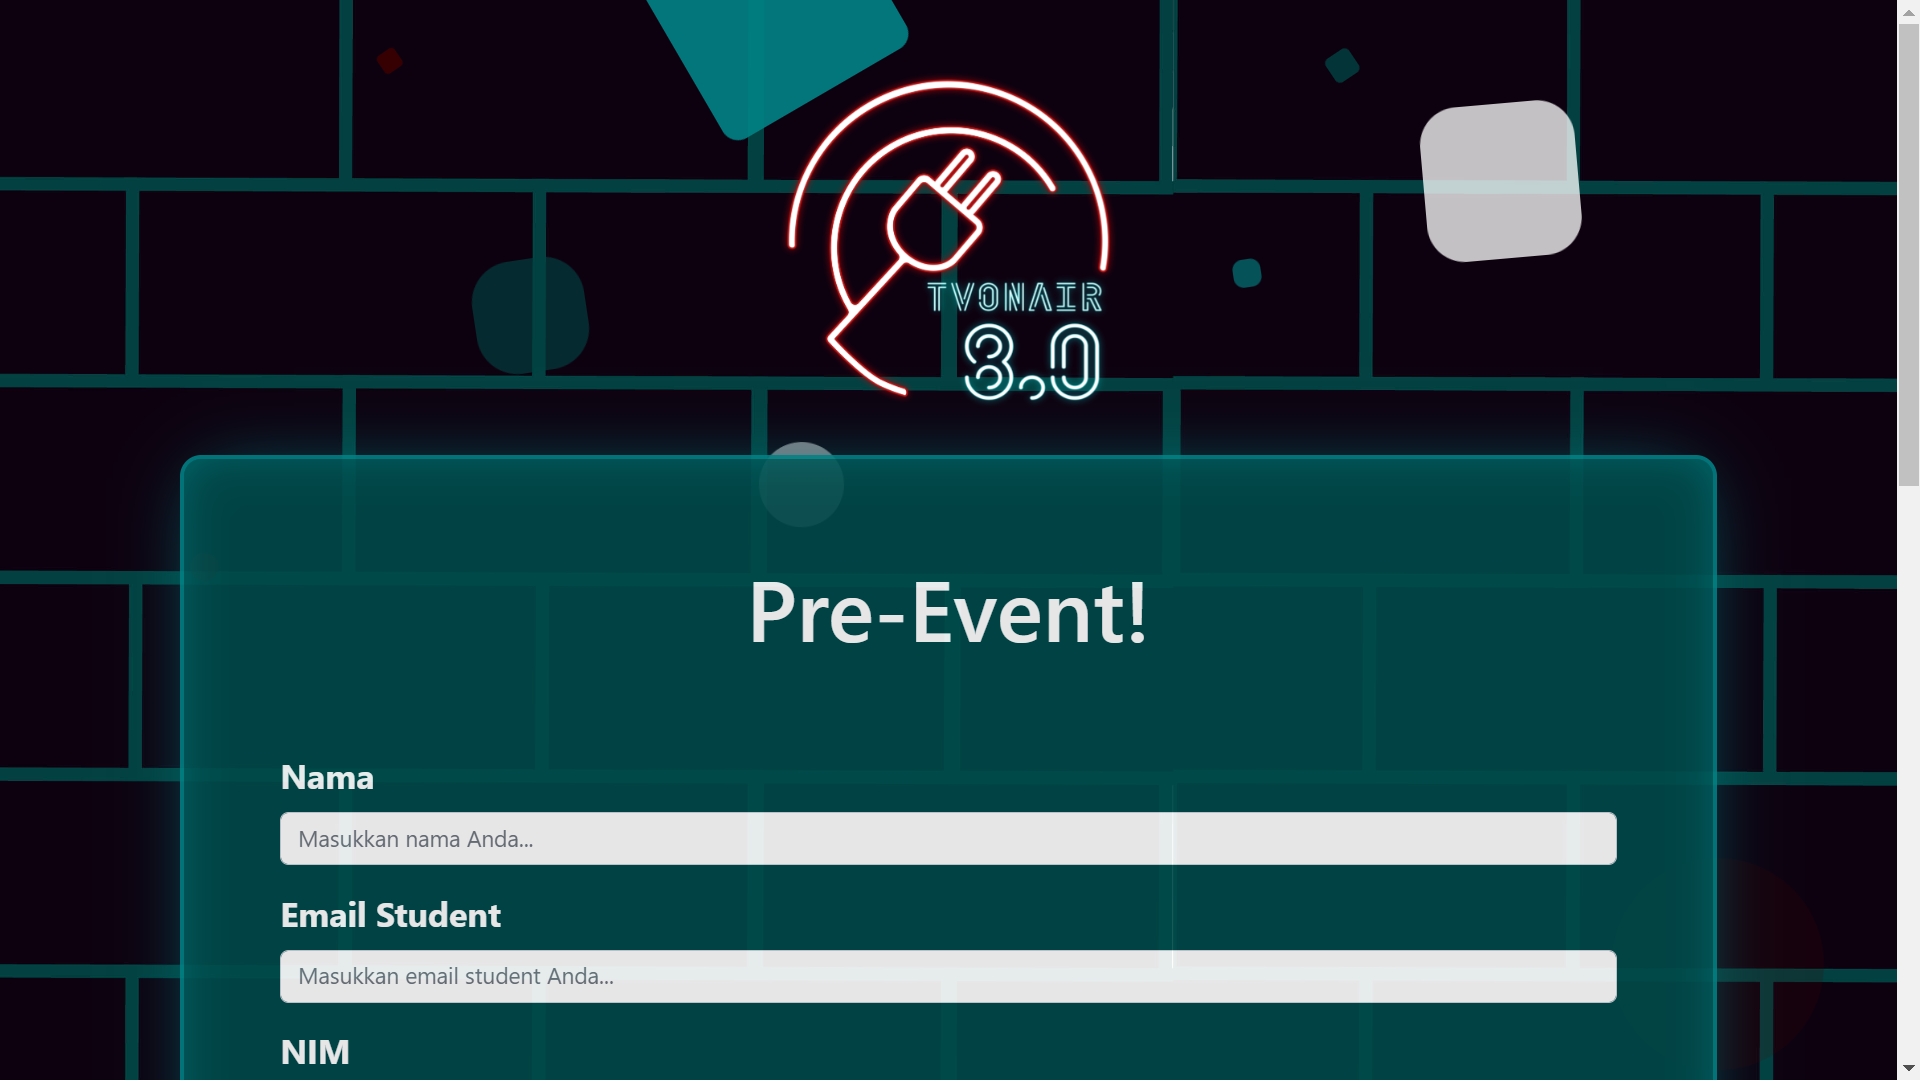 TVONAIR
3.0
Pre-Event!
Nama
Masukkan nama Anda...
Email Student
Masukkan email student Anda...
NIM